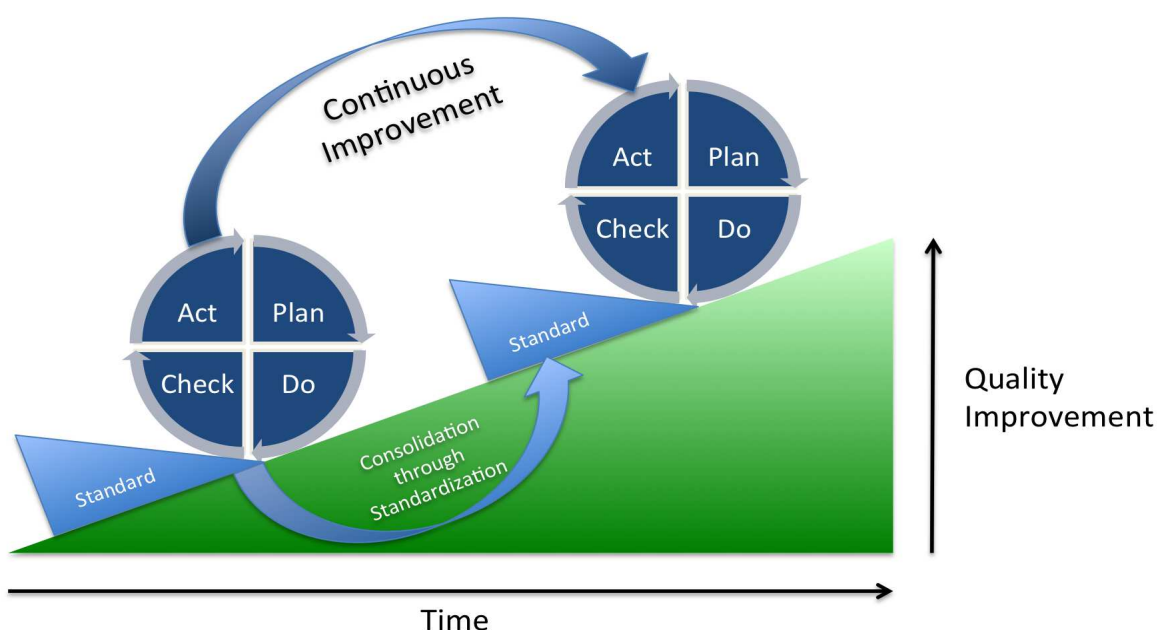 Continuous
Improvement
Act
Plan
Check
Do
Act
Plan
Check
Do
Standard
Standard
Consolidation
through
Standardization
Quality
Improvement
Time